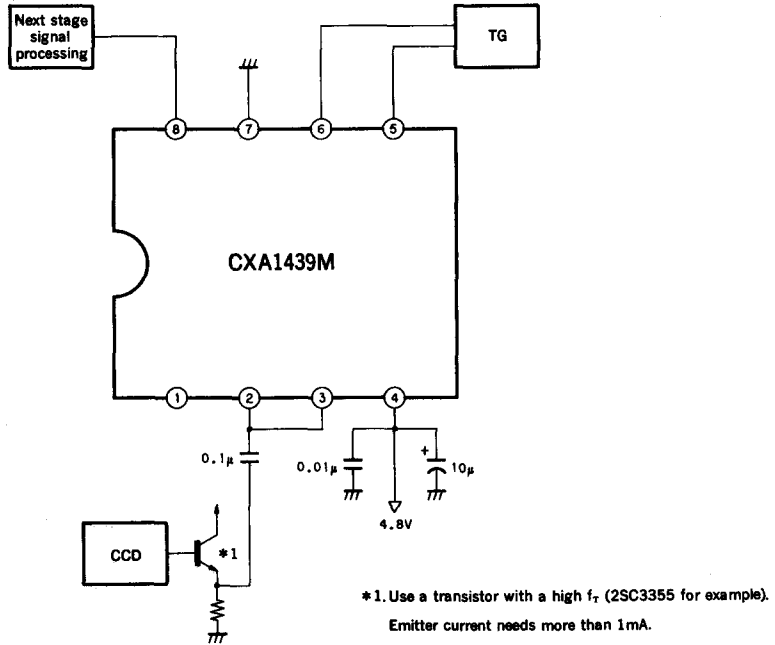 Next stage
signal
processing
TG
8
7
6
5
CXA1439M
1
2
3
4
0.1μ
0.01μ
+
10μ
4.8V
CCD
*1
*1. Use a transistor with a high fT (2SC3355 for example).
Emitter current needs more than 1mA.